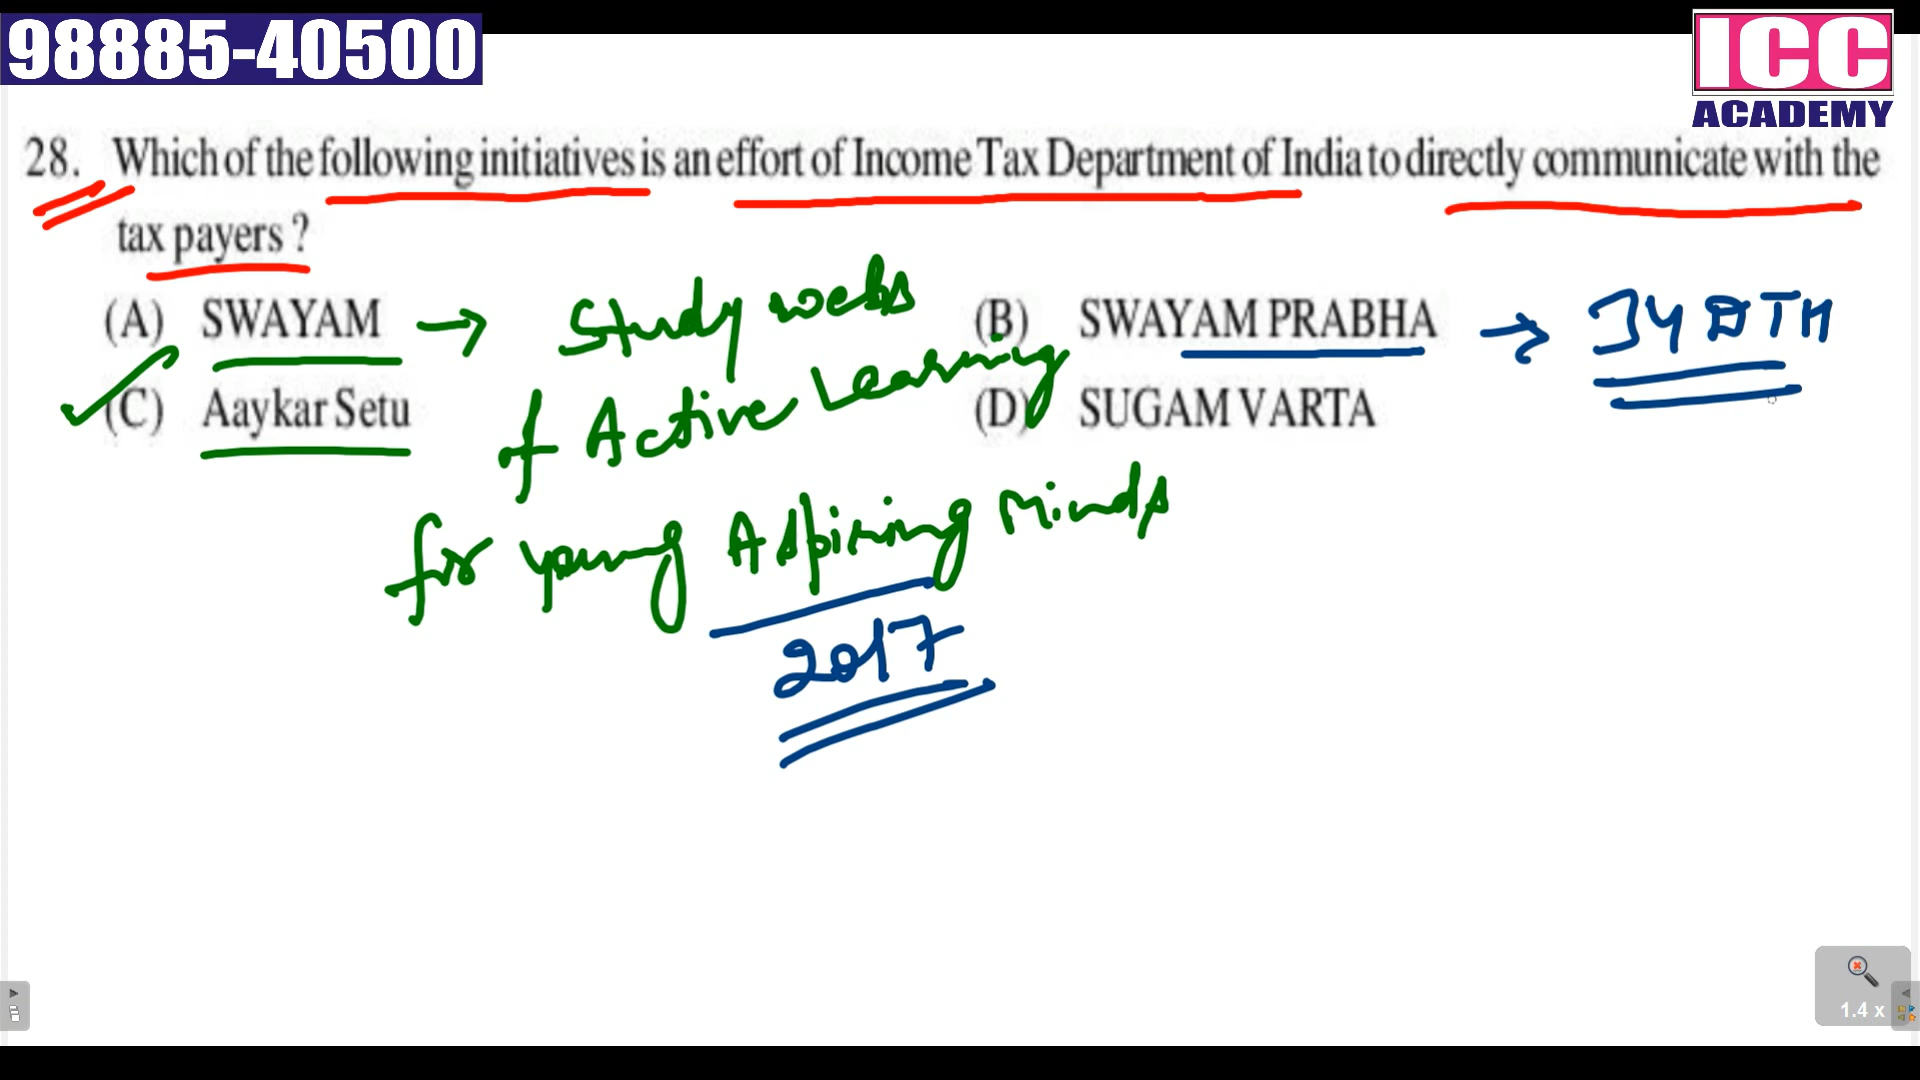 98885-40500
ICC
ACADEMY
28. Which of the following initiatives is an effort of Income Tax Department of India to directly communicate with the
tax payers ?
(A) SWAYAM → Study webs
of Active Learning
for young Aspiring Minds
2017
(B) SWAYAM PRABHA → 34 DTH
(C) Aaykar Setu
(D) SUGAM VARTA
1.4 x